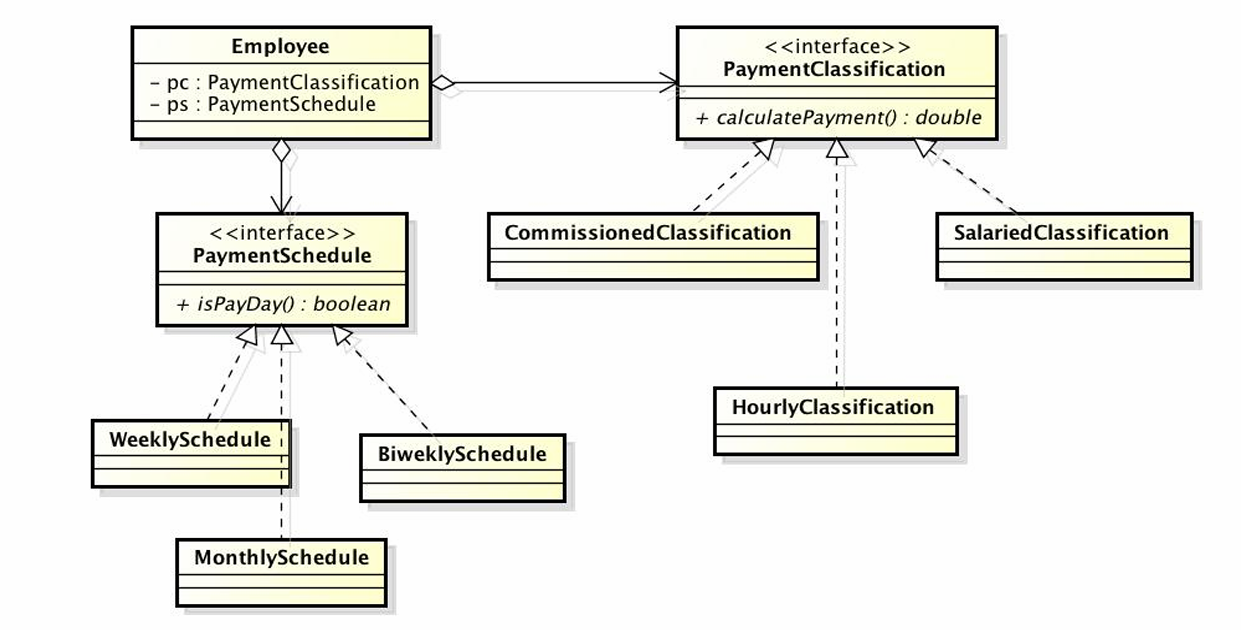 Employee
– pc : PaymentClassification
– ps : PaymentSchedule
<<interface>>
PaymentClassification
+ calculatePayment() : double
<<interface>>
PaymentSchedule
+ isPayDay() : boolean
CommissionedClassification
SalariedClassification
HourlyClassification
WeeklySchedule
BiweklySchedule
MonthlySchedule